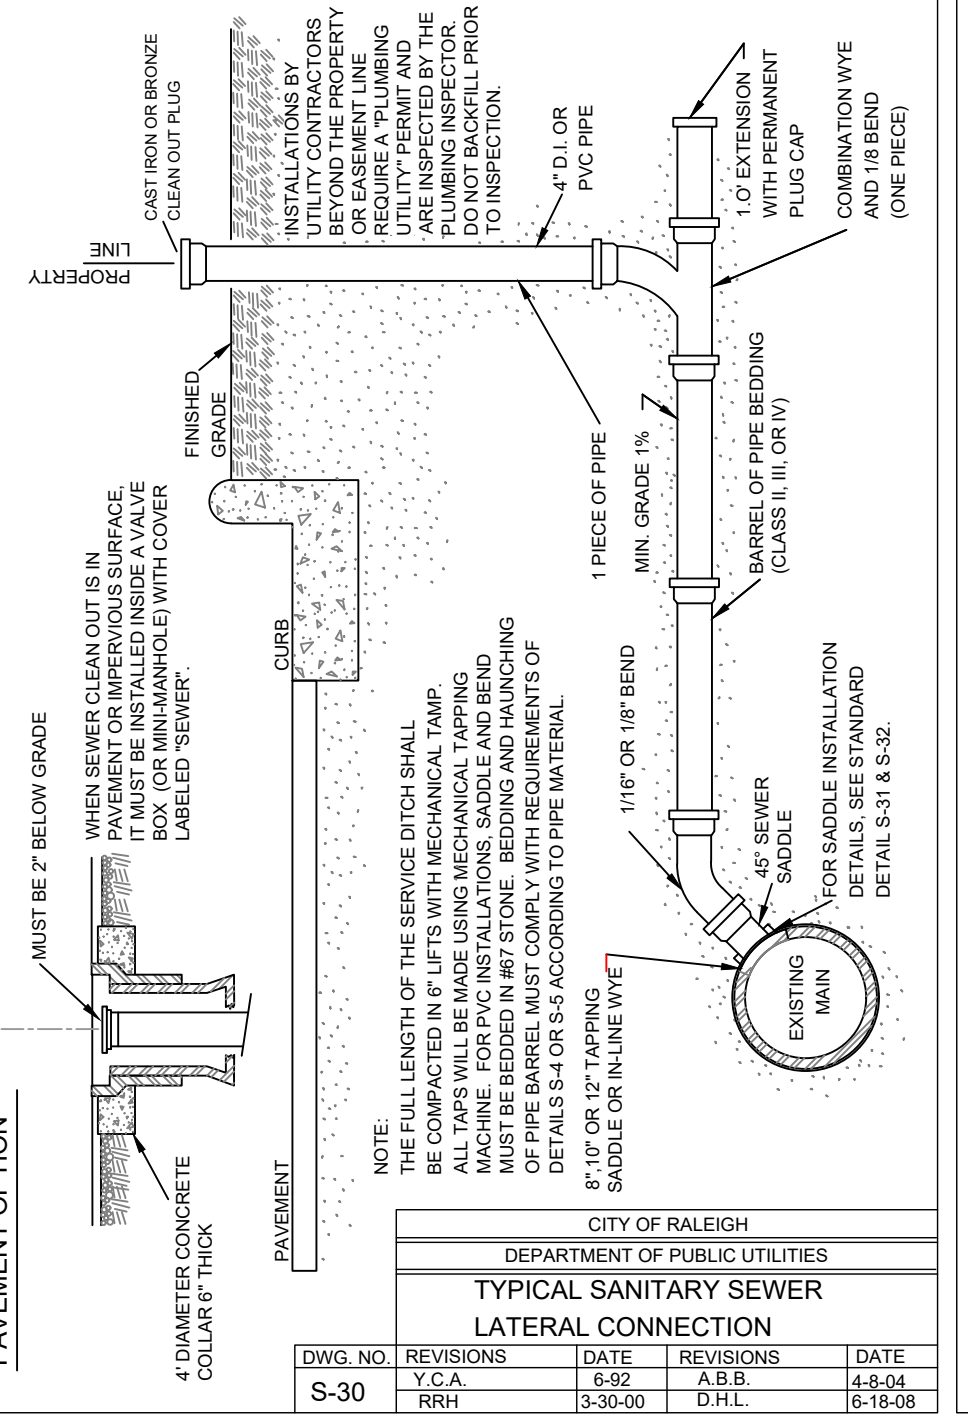 PAVEMENT OPTION
4' DIAMETER CONCRETE
COLLAR 6" THICK
MUST BE 2" BELOW GRADE
WHEN SEWER CLEAN OUT IS IN
PAVEMENT OR IMPERVIOUS SURFACE,
IT MUST BE INSTALLED INSIDE A VALVE
BOX (OR MINI-MANHOLE) WITH COVER
LABELED "SEWER".
PROPERTY
LINE
CAST IRON OR BRONZE
CLEAN OUT PLUG
FINISHED
GRADE
INSTALLATIONS BY
UTILITY CONTRACTORS
BEYOND THE PROPERTY
OR EASEMENT LINE
REQUIRE A "PLUMBING
UTILITY" PERMIT AND
ARE INSPECTED BY THE
PLUMBING INSPECTOR.
DO NOT BACKFILL PRIOR
TO INSPECTION.
PAVEMENT
CURB
4" D.I. OR
PVC PIPE
1 PIECE OF PIPE
NOTE:
THE FULL LENGTH OF THE SERVICE DITCH SHALL
BE COMPACTED IN 6" LIFTS WITH MECHANICAL TAMP.
ALL TAPS WILL BE MADE USING MECHANICAL TAPPING
MACHINE. FOR PVC INSTALLATIONS, SADDLE AND BEND
MUST BE BEDDED IN #67 STONE. BEDDING AND HAUNCHING
OF PIPE BARREL MUST COMPLY WITH REQUIREMENTS OF
DETAILS S-4 OR S-5 ACCORDING TO PIPE MATERIAL.
8",10" OR 12" TAPPING
SADDLE OR IN-LINE WYE
1/16" OR 1/8" BEND
MIN. GRADE 1%
1.0' EXTENSION
WITH PERMANENT
PLUG CAP
45° SEWER
SADDLE
BARREL OF PIPE BEDDING
(CLASS II, III, OR IV)
COMBINATION WYE
AND 1/8 BEND
(ONE PIECE)
EXISTING
MAIN
FOR SADDLE INSTALLATION
DETAILS, SEE STANDARD
DETAIL S-31 & S-32.
CITY OF RALEIGH
DEPARTMENT OF PUBLIC UTILITIES
TYPICAL SANITARY SEWER
LATERAL CONNECTION
DWG. NO. REVISIONS DATE REVISIONS DATE
S-30 Y.C.A. 6-92 A.B.B. 4-8-04
RRH 3-30-00 D.H.L. 6-18-08